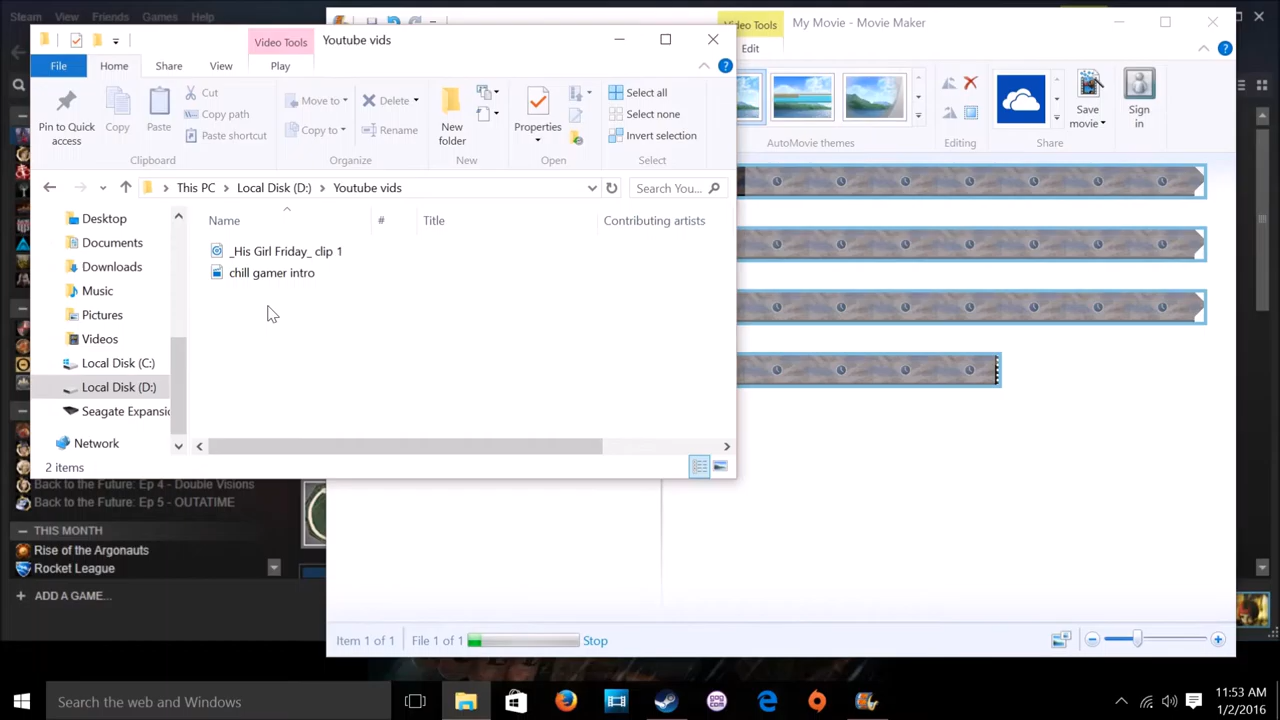 Steam View Friends Games Help
My Movie - Movie Maker
Video Tools
Edit
Video Tools
Youtube vids
File Home Share View Play
Pin to Quick access
Copy
Paste
Cut
Copy path
Paste shortcut
Clipboard
Move to
Copy to
Delete
Rename
Organize
New folder
New
Properties
Open
Select all
Select none
Invert selection
Select
AutoMovie themes
Editing
Share
Save movie
Sign in
This PC > Local Disk (D:) > Youtube vids
Search You...
Name # Title Contributing artists
Desktop
Documents
Downloads
Music
Pictures
Videos
Local Disk (C:)
Local Disk (D:)
Seagate Expansi
Network
_His Girl Friday_ clip 1
chill gamer intro
2 items
Back to the Future: Ep 4 - Double Visions
Back to the Future: Ep 5 - OUTATIME
THIS MONTH
Rise of the Argonauts
Rocket League
+ ADD A GAME...
Item 1 of 1 File 1 of 1 Stop
Search the web and Windows
gog.com
11:53 AM
1/2/2016